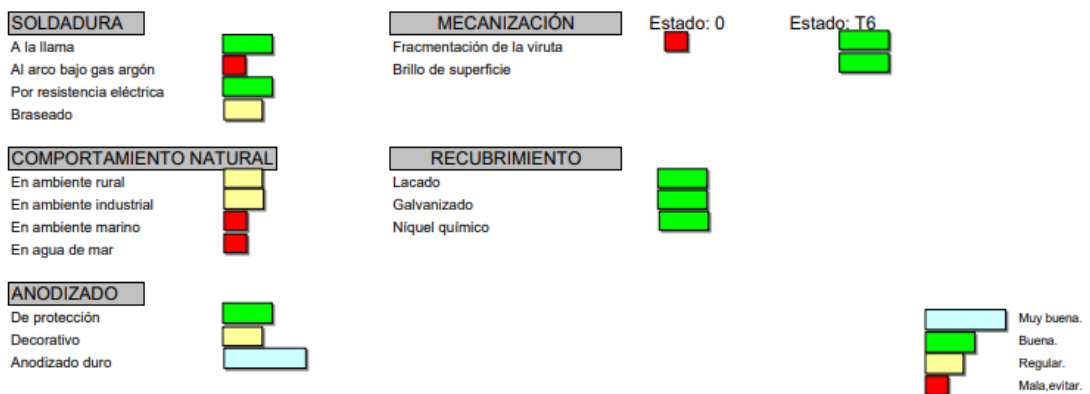 SOLDADURA
A la llama
Al arco bajo gas argón
Por resistencia eléctrica
Braseado
MECANIZACIÓN Estado: 0 Estado: T6
Fracmentación de la viruta
Brillo de superficie
COMPORTAMIENTO NATURAL
En ambiente rural
En ambiente industrial
En ambiente marino
En agua de mar
RECUBRIMIENTO
Lacado
Galvanizado
Níquel químico
ANODIZADO
De protección
Decorativo
Anodizado duro
Muy buena.
Buena.
Regular.
Mala,evitar.